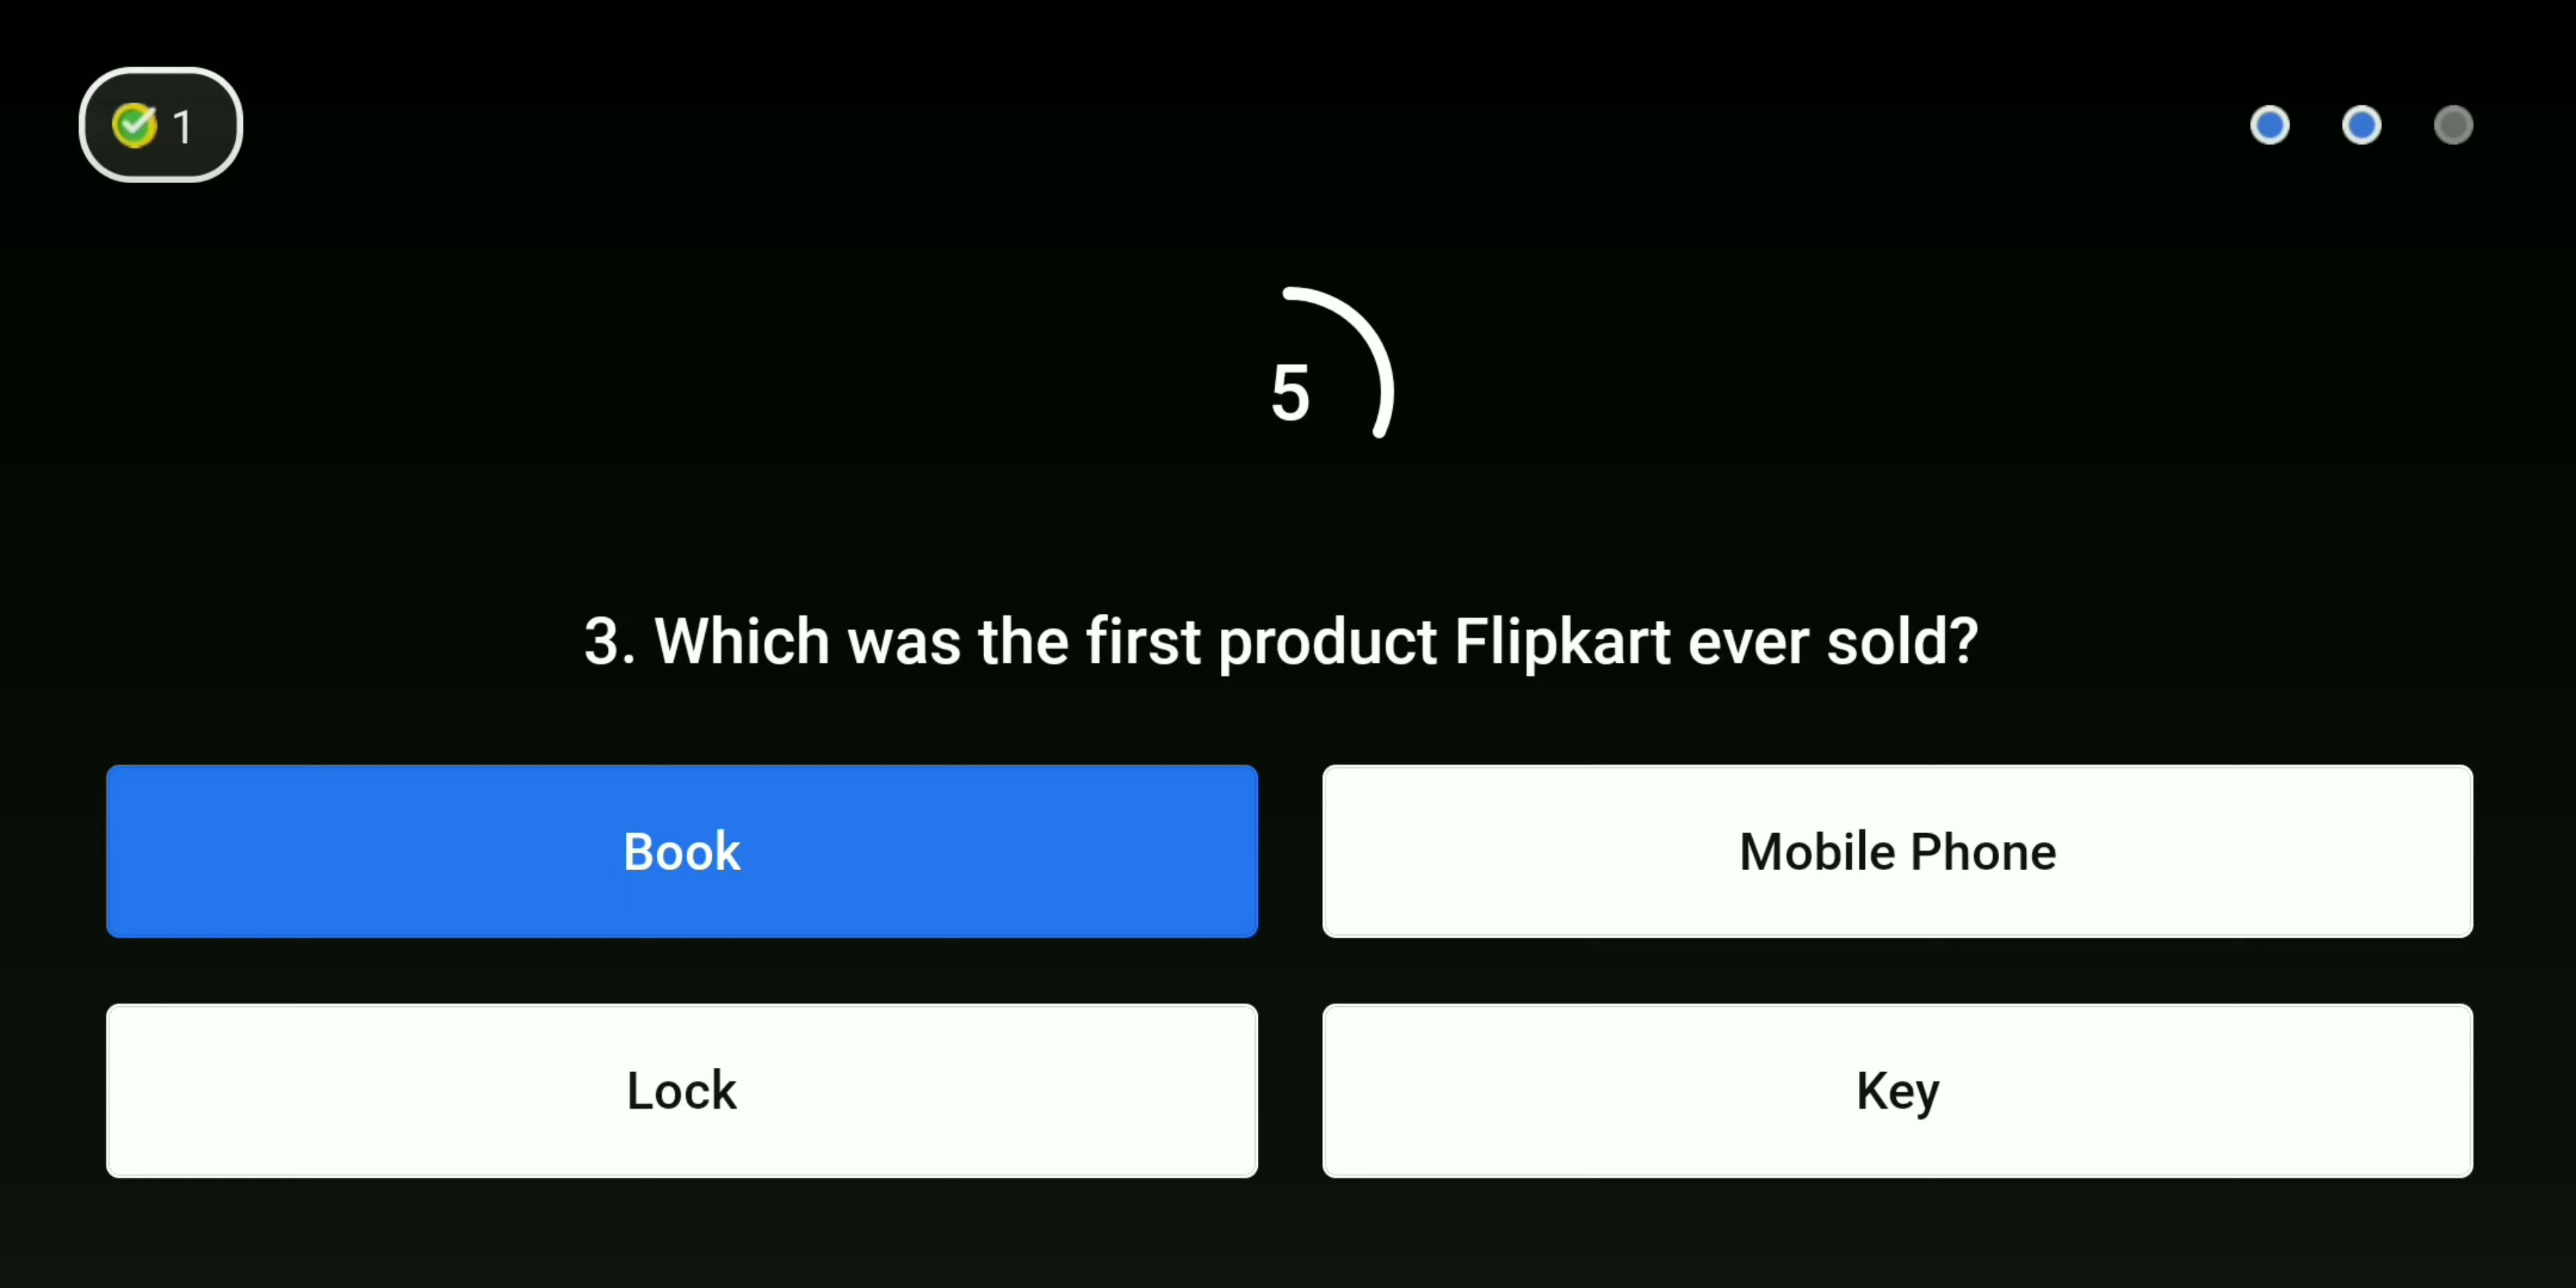 1
5
3. Which was the first product Flipkart ever sold?
Book
Mobile Phone
Lock
Key